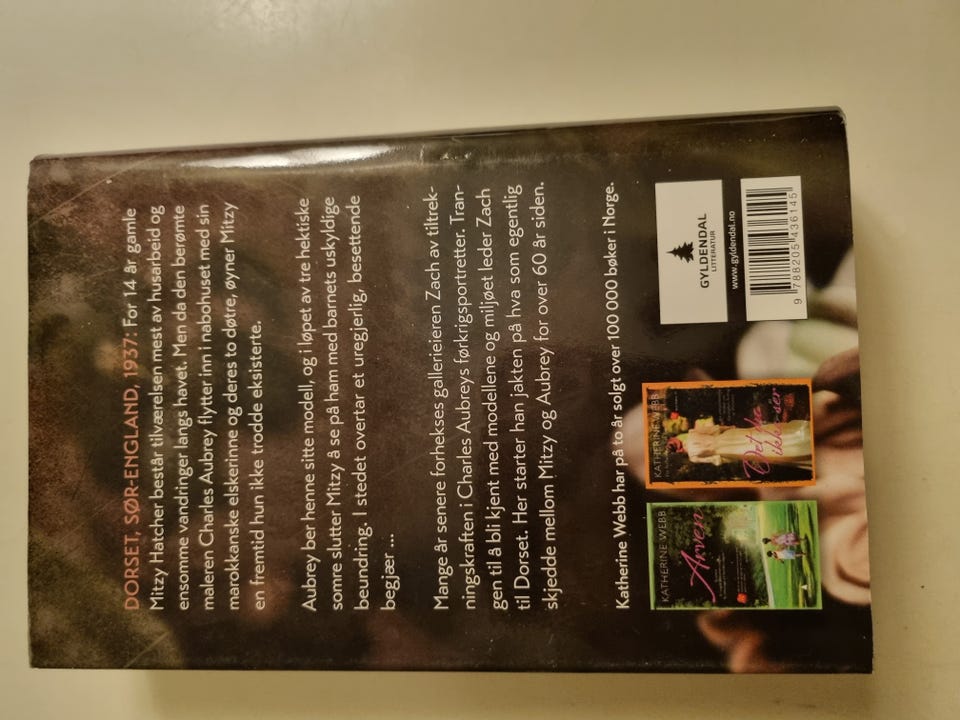 DORSET, SØR-ENGLAND, 1937: For 14 år gamle
Mitzy Hatcher består tilværelsen mest av husarbeid og
ensomme vandringer langs havet. Men da den berømte
maleren Charles Aubrey flytter inn i nabohuset med sin
marokkanske elskerinne og deres to døtre, øyner Mitzy
en fremtid hun ikke trodde eksisterte.
Aubrey ber henne sitte modell, og i løpet av tre hektiske
somre slutter Mitzy å se på ham med barnets uskyldige
beundring. I stedet overtar et uregjerlig, besettende
begjær ...
Mange år senere forhekses gallerieieren Zach av tiltrek-
ningskraften i Charles Aubreys førkrigsportretter. Tran-
gen til å bli kjent med modellene og miljøet leder Zach
til Dorset. Her starter han jakten på hva som egentlig
skjedde mellom Mitzy og Aubrey for over 60 år siden.
Katherine Webb har på to år solgt over 100 000 bøker i Norge.
KATHERINE WEBB
Arven
KATHERINE WEBB
Det du
ikke ser
GYLDENDAL
LITTERATUR
www.gyldendal.no
9 788205 436145